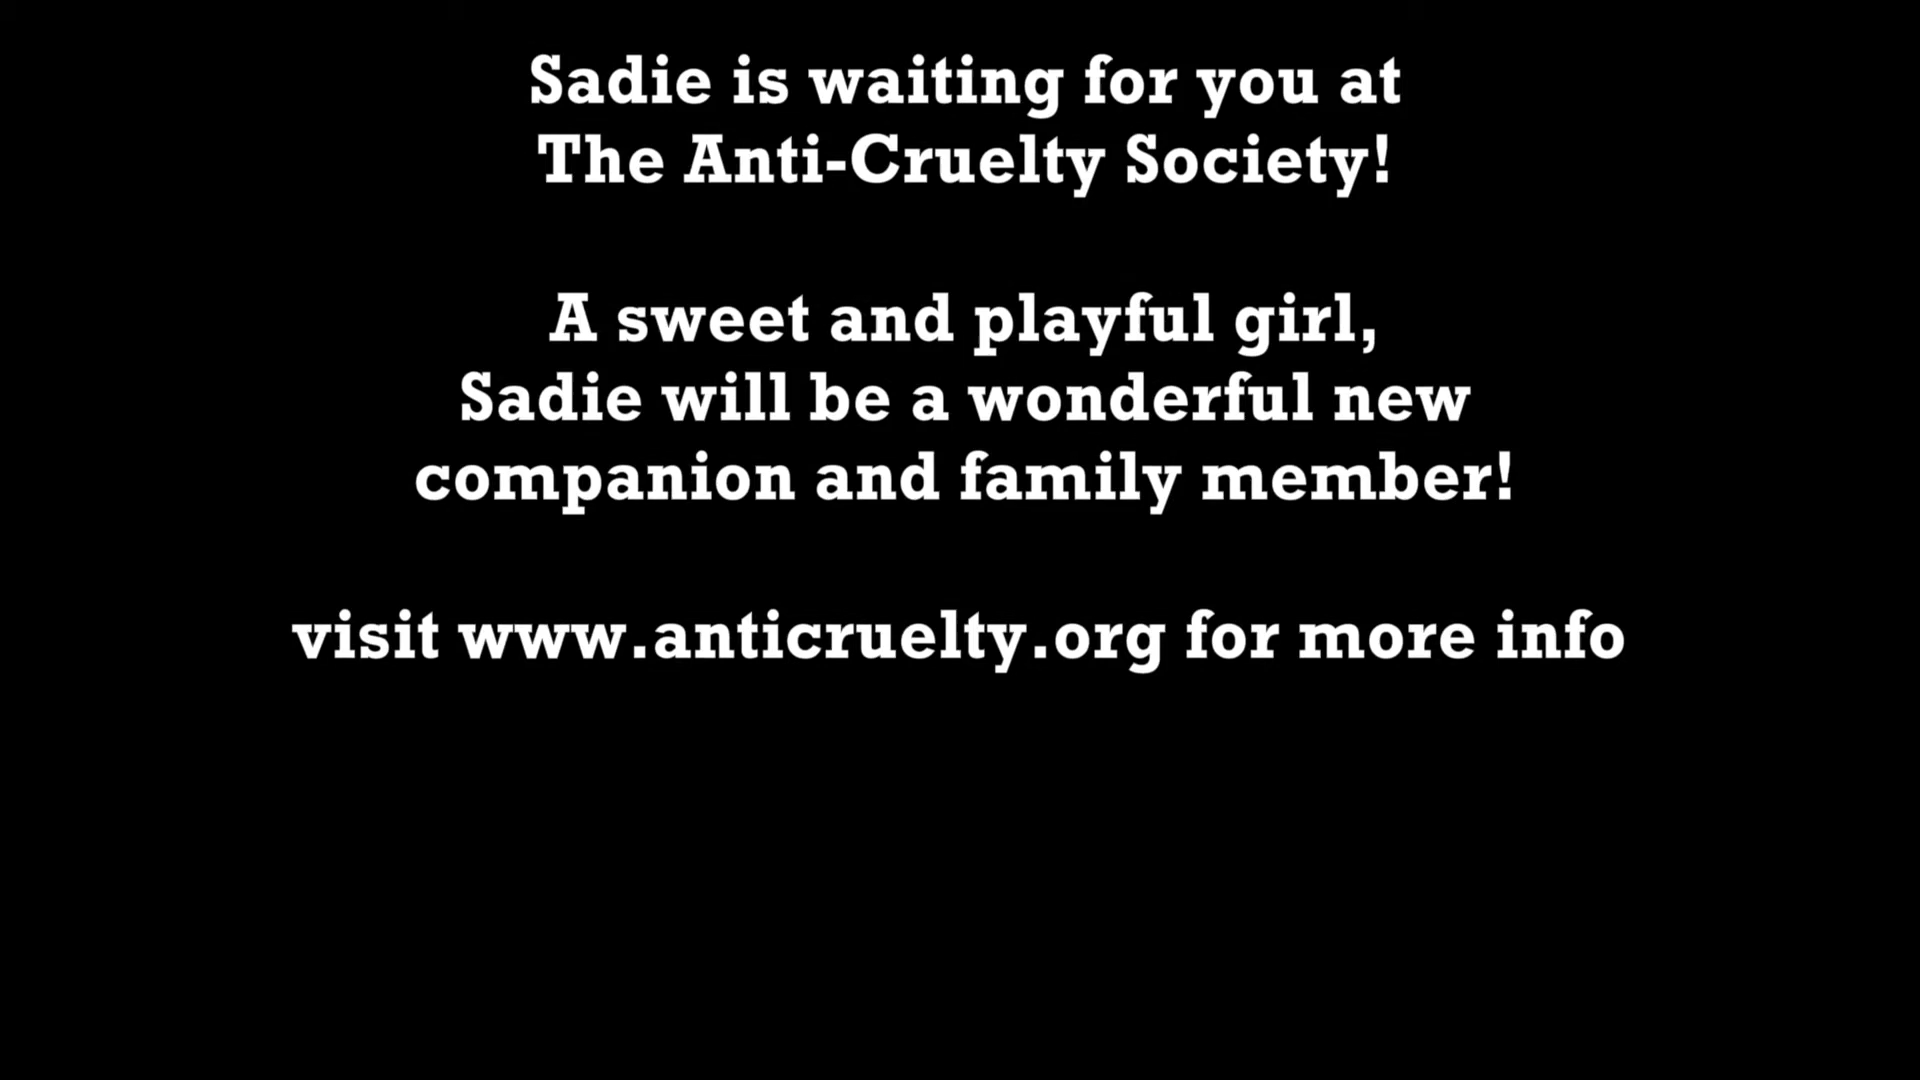 Sadie is waiting for you at
The Anti-Cruelty Society!
A sweet and playful girl,
Sadie will be a wonderful new
companion and family member!
visit www.anticruelty.org for more info